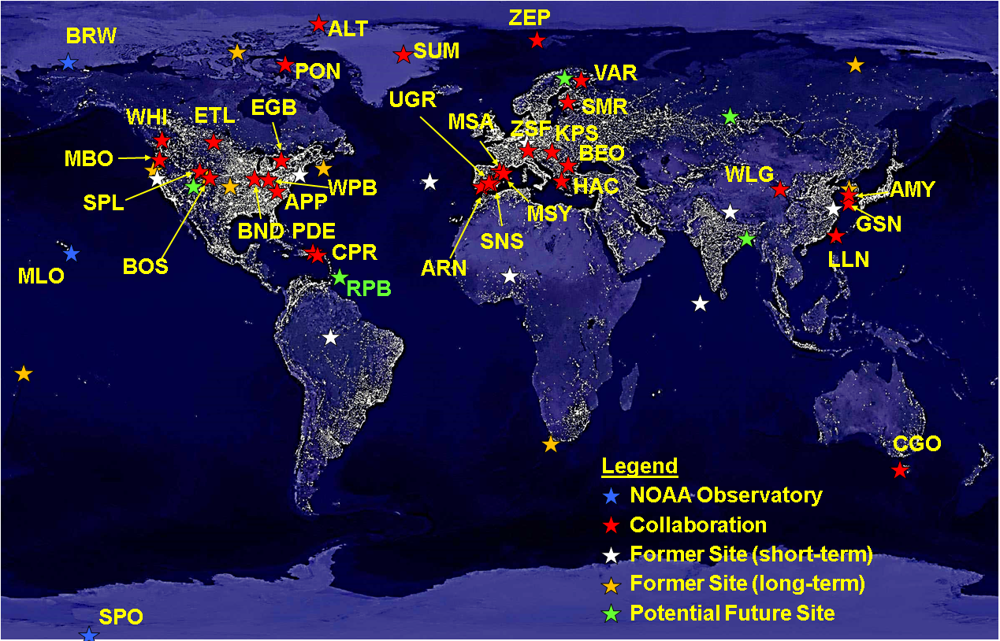 ZEP
BRW
ALT
SUM
PON
VAR
UGR
EGB
SMR
WHI
ETL
MSA
ZSF
KPS
MBO
BEO
WLG
SPL
WPB
HAC
AMY
APP
MSY
GSN
BND
PDE
SNS
CPR
LLN
BOS
ARN
MLO
RPB
CGO
Legend
NOAA Observatory
Collaboration
Former Site (short-term)
Former Site (long-term)
Potential Future Site
SPO